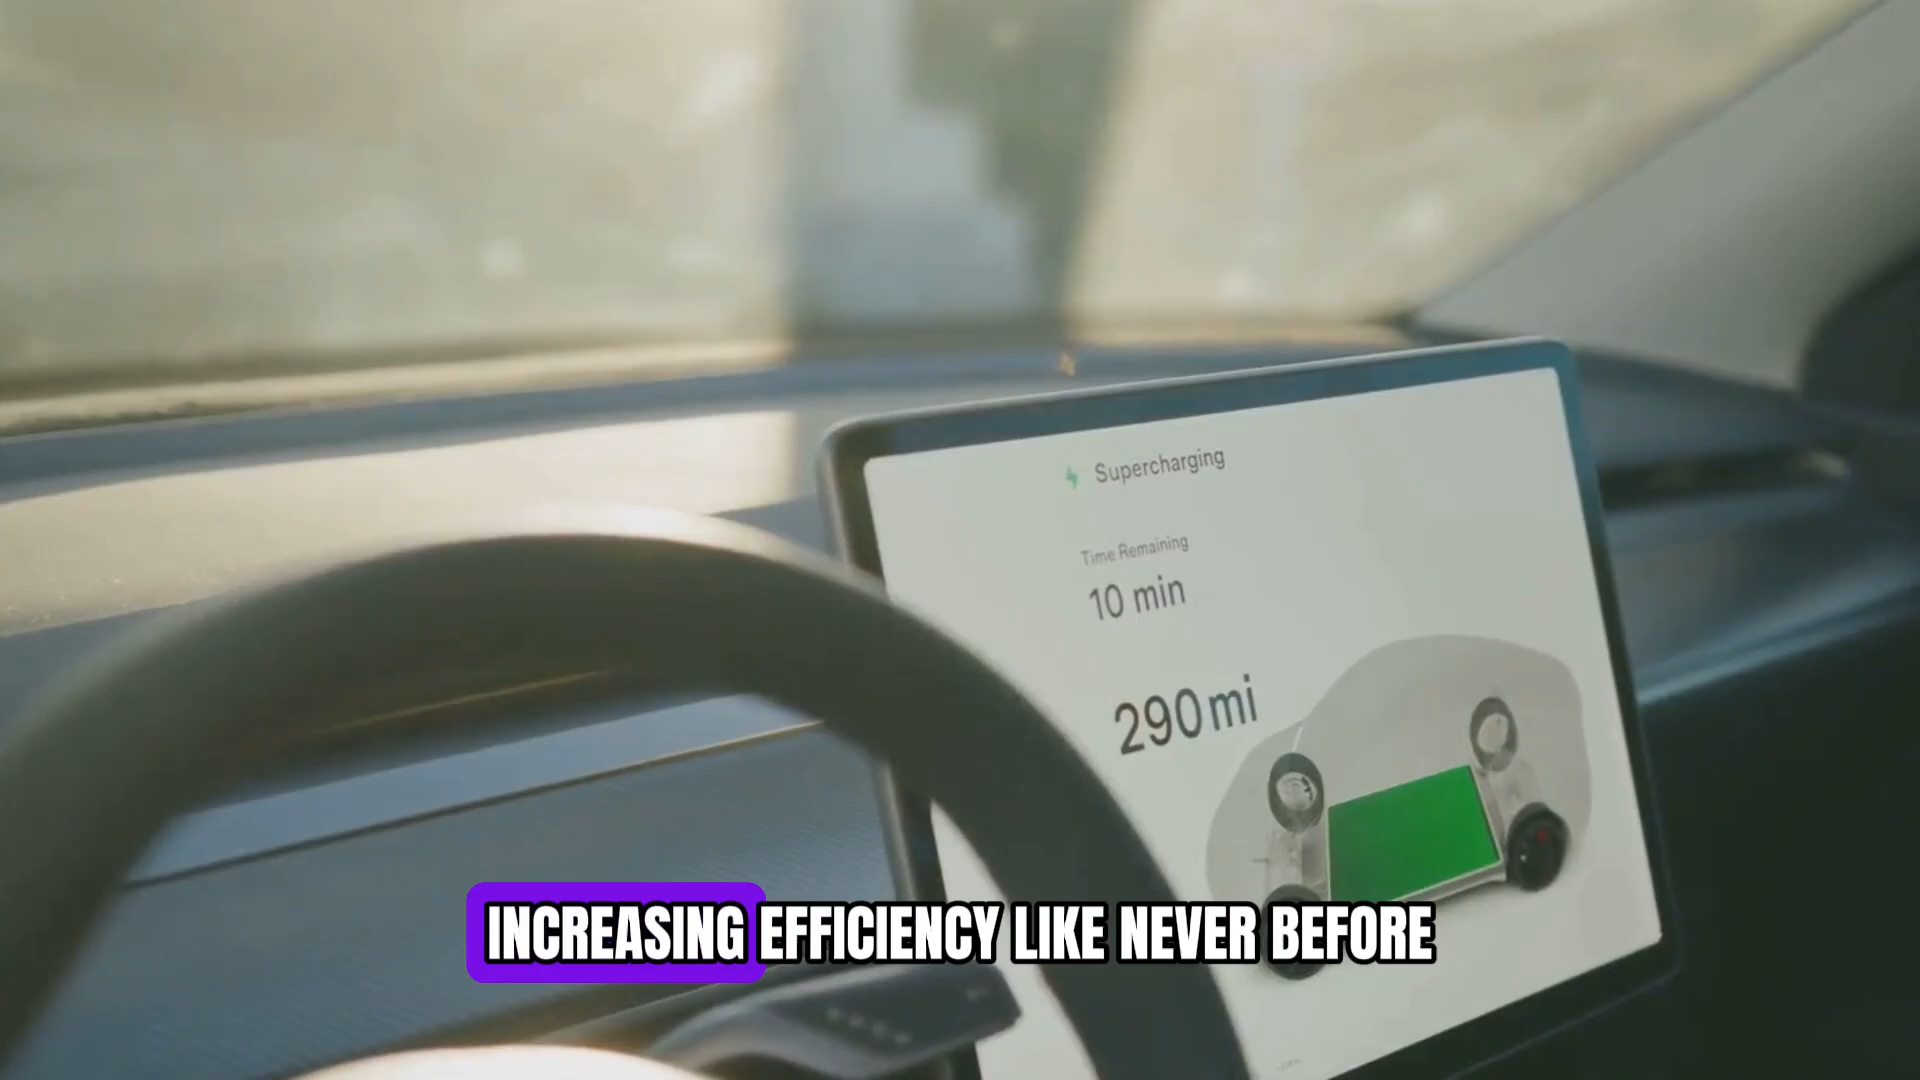 Supercharging
Time Remaining
10 min
290 mi
INCREASING EFFICIENCY LIKE NEVER BEFORE